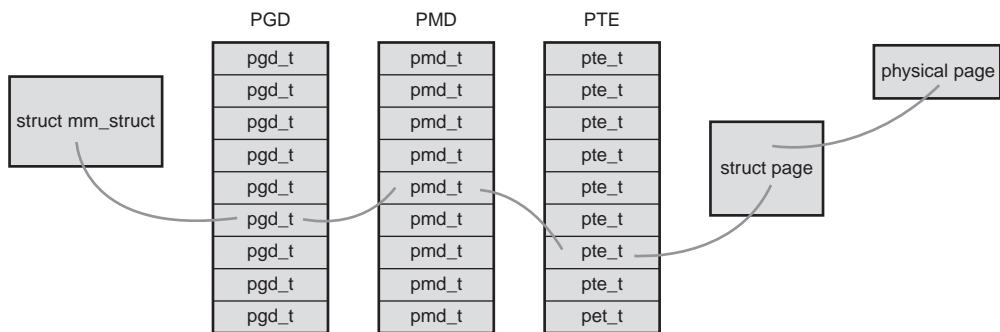 PGD
PMD
PTE
struct mm_struct
pgd_t
pgd_t
pgd_t
pgd_t
pgd_t
pgd_t
pgd_t
pgd_t
pgd_t
pmd_t
pmd_t
pmd_t
pmd_t
pmd_t
pmd_t
pmd_t
pmd_t
pmd_t
pte_t
pte_t
pte_t
pte_t
pte_t
pte_t
pte_t
pte_t
pet_t
struct page
physical page